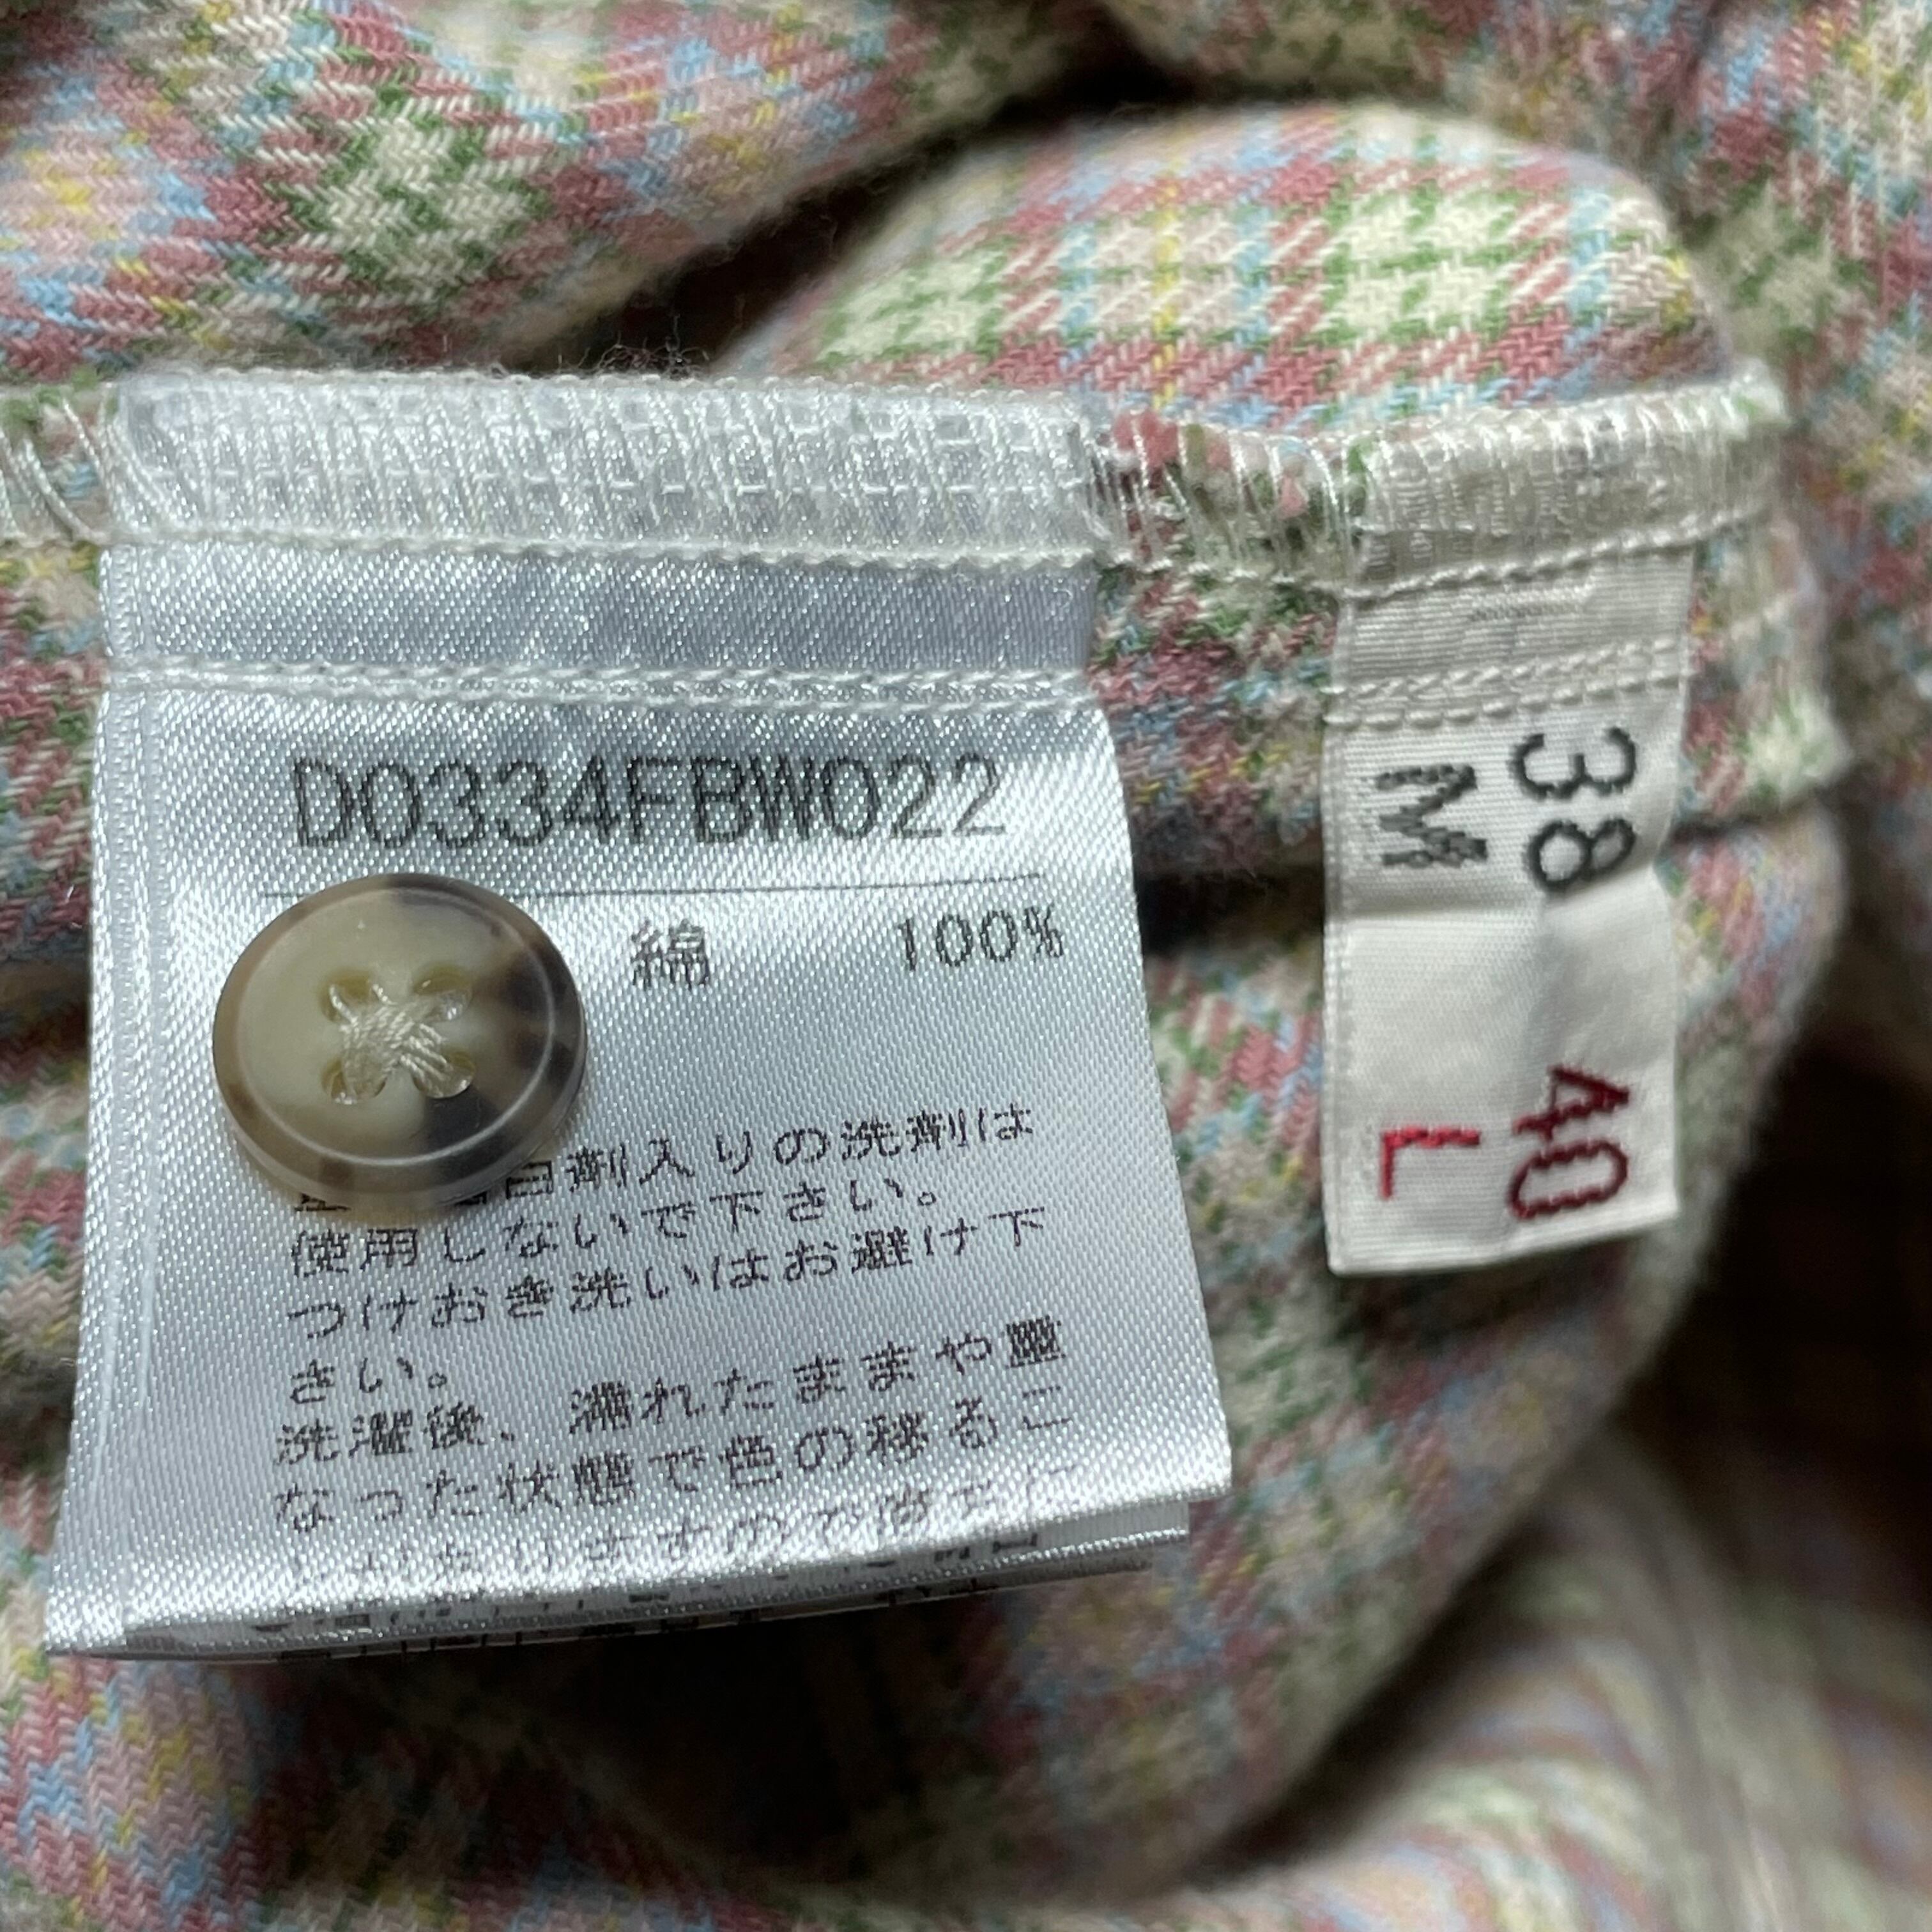 D0334FBW022
綿 100%
白剤入りの洗剤は
使用しないで下さい。
つけおき洗いはお避け下
さい。
洗濯後、濡れたままや重
なった状態で色の移るこ
38
M
40
L